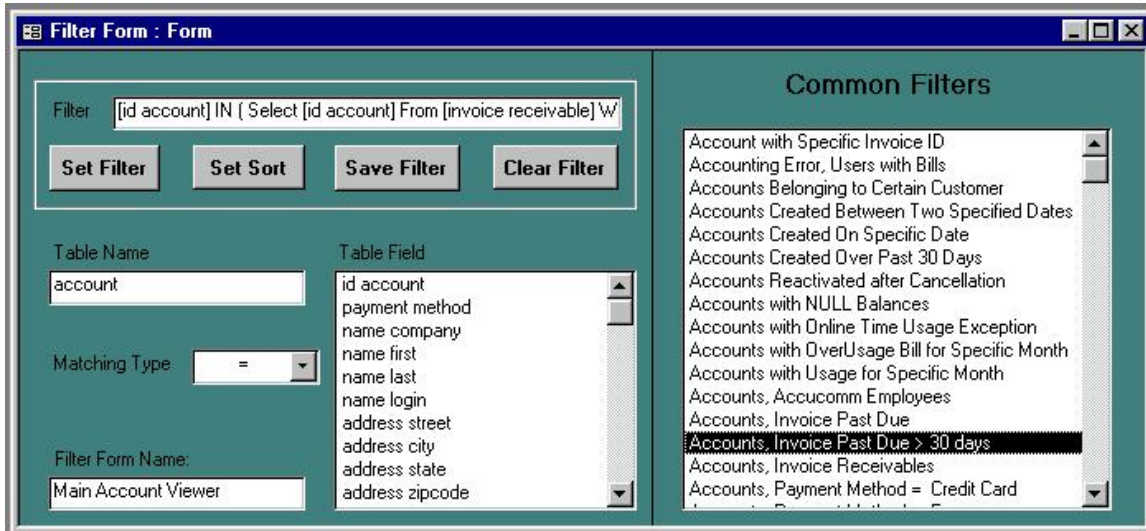 Filter Form : Form
Filter
[id account] IN ( Select [id account] From [invoice receivable] W
Set Filter
Set Sort
Save Filter
Clear Filter
Table Name
account
Matching Type
=
Filter Form Name:
Main Account Viewer
Table Field
id account
payment method
name company
name first
name last
name login
address street
address city
address state
address zipcode
Common Filters
Account with Specific Invoice ID
Accounting Error, Users with Bills
Accounts Belonging to Certain Customer
Accounts Created Between Two Specified Dates
Accounts Created On Specific Date
Accounts Created Over Past 30 Days
Accounts Reactivated after Cancellation
Accounts with NULL Balances
Accounts with Online Time Usage Exception
Accounts with OverUsage Bill for Specific Month
Accounts with Usage for Specific Month
Accounts, Accucomm Employees
Accounts, Invoice Past Due
Accounts, Invoice Past Due > 30 days
Accounts, Invoice Receivables
Accounts, Payment Method = Credit Card